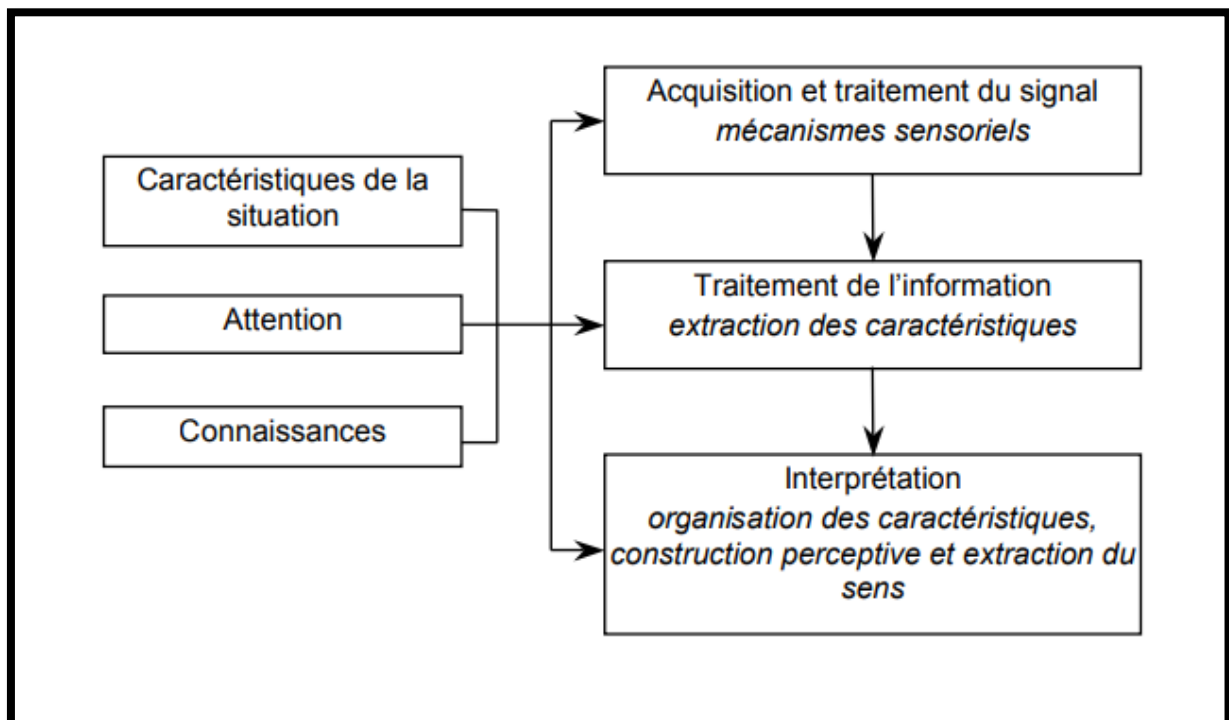 Caractéristiques de la
situation
Attention
Connaissances
Acquisition et traitement du signal
mécanismes sensoriels
Traitement de l’information
extraction des caractéristiques
Interprétation
organisation des caractéristiques,
construction perceptive et extraction du
sens